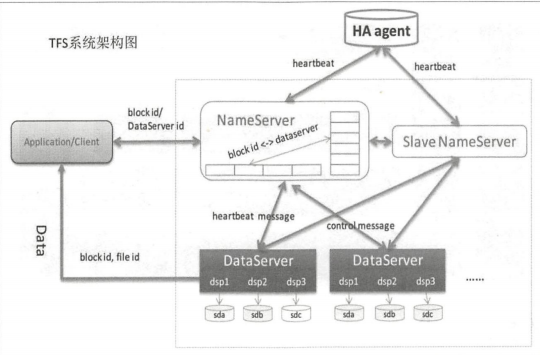 TFS系统架构图
HA agent
heartbeat
heartbeat
block id/
DataServer id
Application/Client
NameServer
block id <-> dataserver
Slave NameServer
heartbeat message
control message
Data
block id, file id
DataServer
dsp1 dsp2 dsp3
sda sdb sdc
DataServer
dsp1 dsp2 dsp3
sda sdb sdc
......